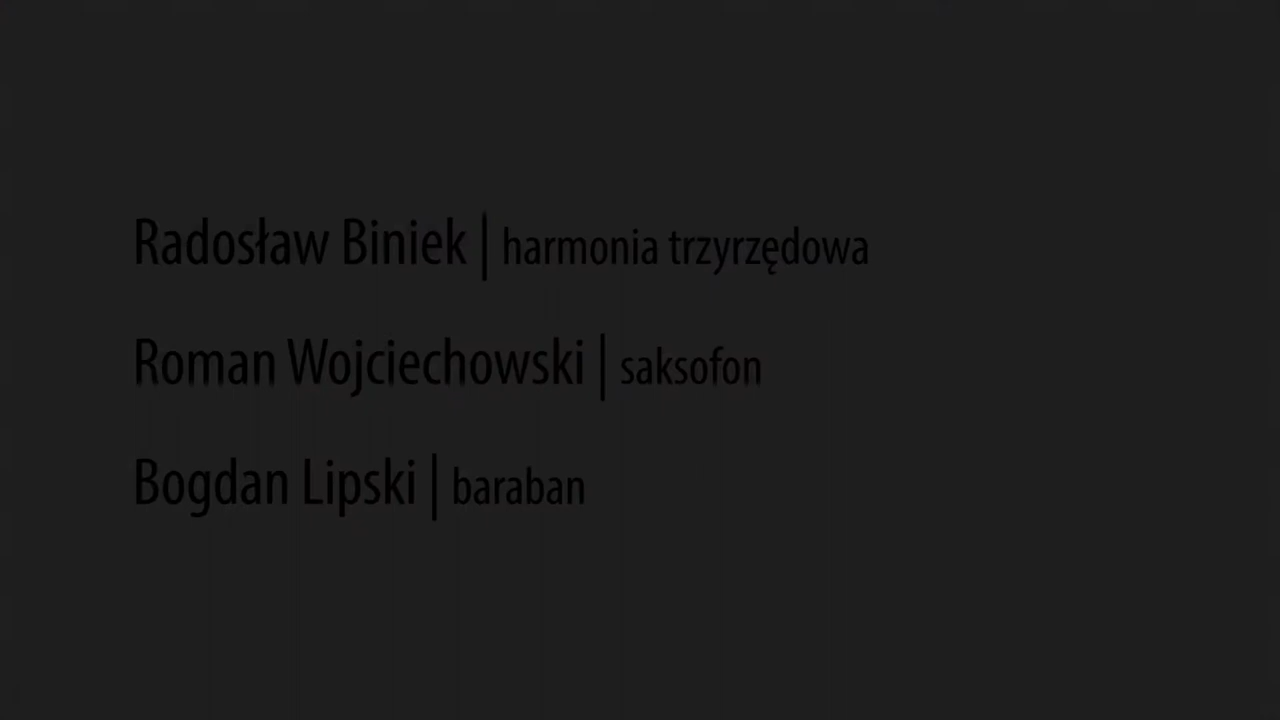 Radosław Biniek | harmonia trzyrzędowa
Roman Wojciechowski | saksofon
Bogdan Lipski | baraban